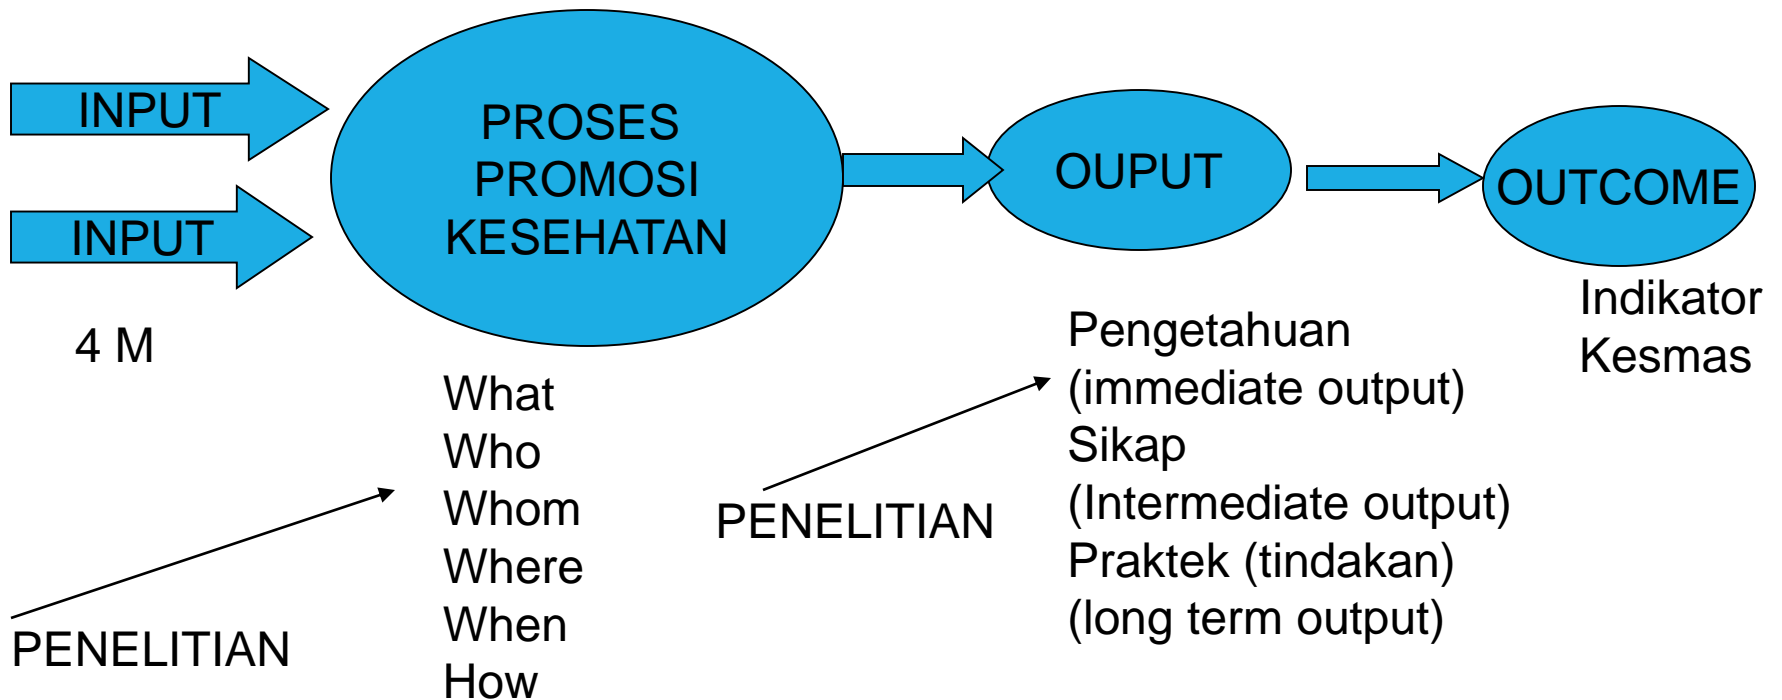 INPUT
INPUT
4 M
PENELITIAN
PROSES
PROMOSI
KESEHATAN
What
Who
Whom
Where
When
How
PENELITIAN
OUPUT
Pengetahuan
(immediate output)
Sikap
(Intermediate output)
Praktek (tindakan)
(long term output)
OUTCOME
Indikator
Kesmas